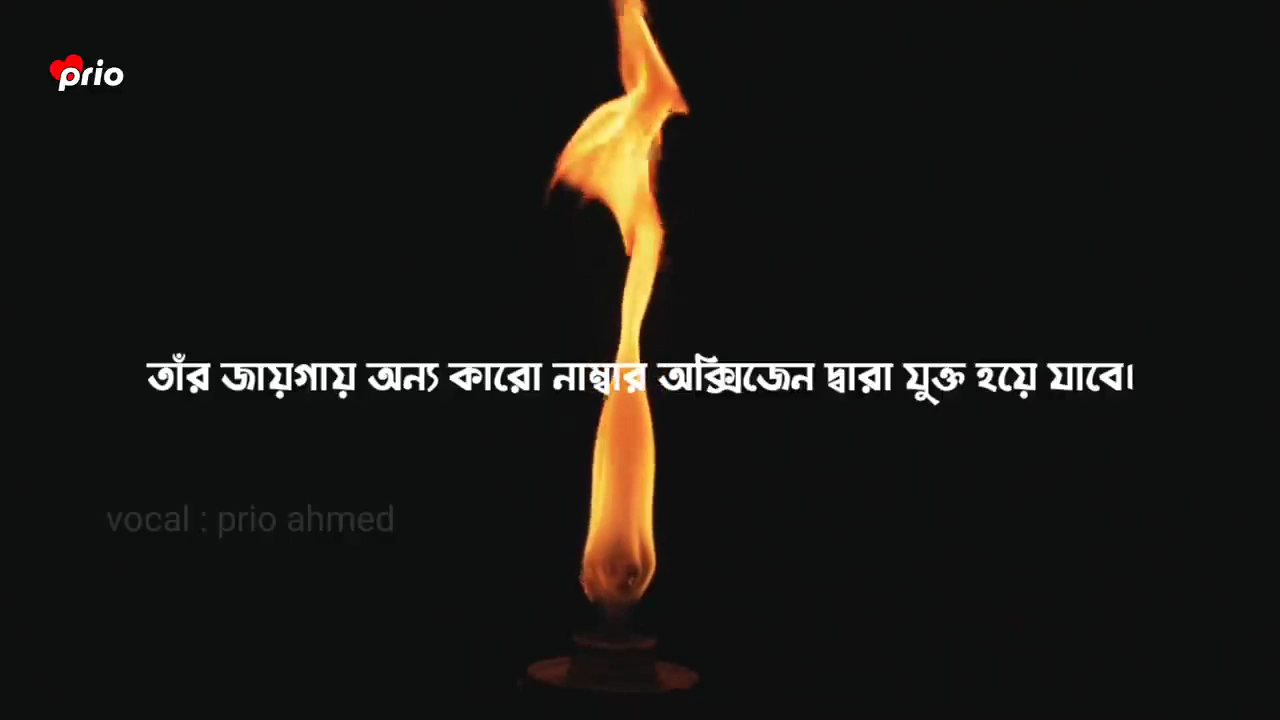 prio
তাঁর জায়গায় অন্য কারো নাম্বার অক্সিজেন দ্বারা যুক্ত হয়ে যাবে।
vocal : prio ahmed